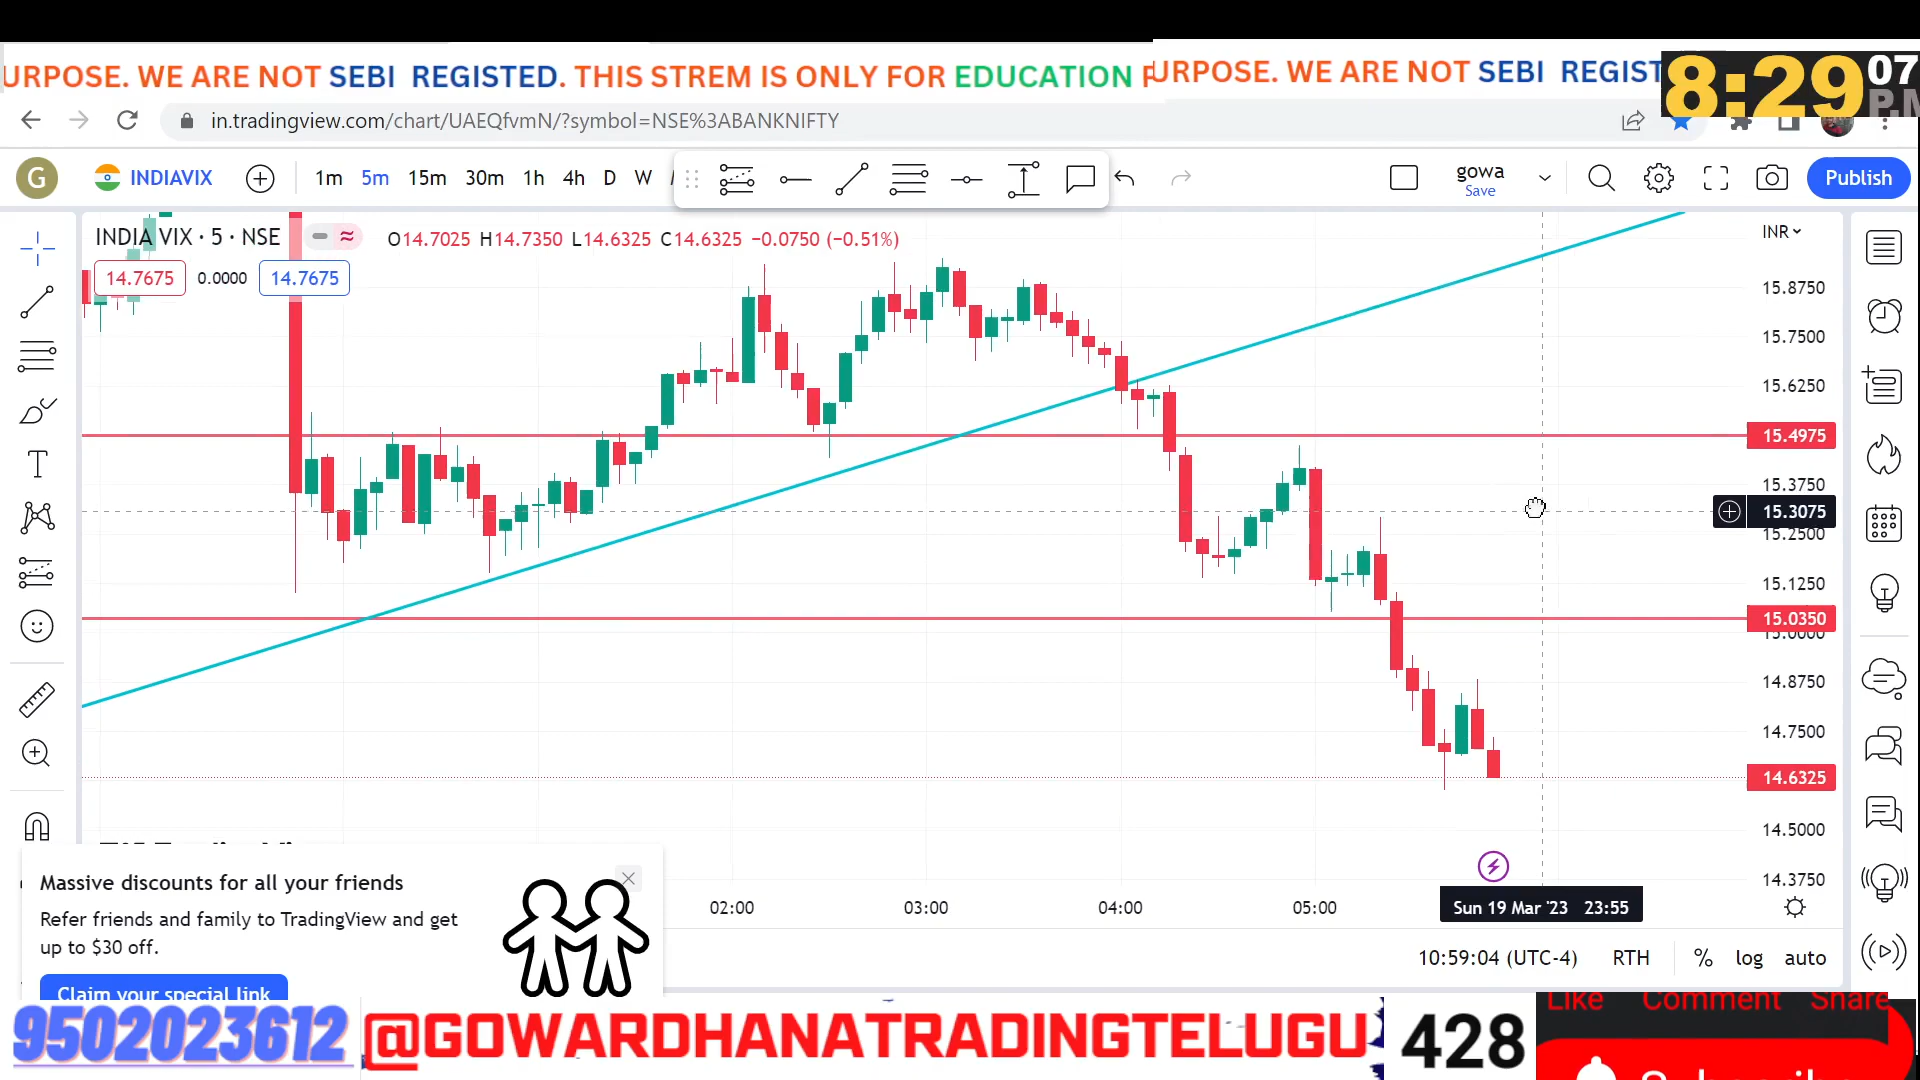 URPOSE. WE ARE NOT SEBI REGISTED. THIS STREM IS ONLY FOR EDUCATION
URPOSE. WE ARE NOT SEBI REGIST
8:29 07
P.M
in.tradingview.com/chart/UAEQfvmN/?symbol=NSE%3ABANKNIFTY
G INDIAVIX 1m 5m 15m 30m 1h 4h D W gowa Save Publish
INDIA VIX · 5 · NSE O14.7025 H14.7350 L14.6325 C14.6325 −0.0750 (−0.51%)
INR
14.7675 0.0000 14.7675
15.8750
15.7500
15.6250
15.4975
15.3750
15.3075
15.2500
15.1250
15.0350
15.0000
14.8750
14.7500
14.6325
14.5000
14.3750
02:00 03:00 04:00 05:00 Sun 19 Mar '23 23:55
10:59:04 (UTC-4) RTH % log auto
Massive discounts for all your friends
Refer friends and family to TradingView and get
up to $30 off.
Claim your special link
9502023612 @GOWARDHANATRADINGTELUGU 428
Like Comment Share